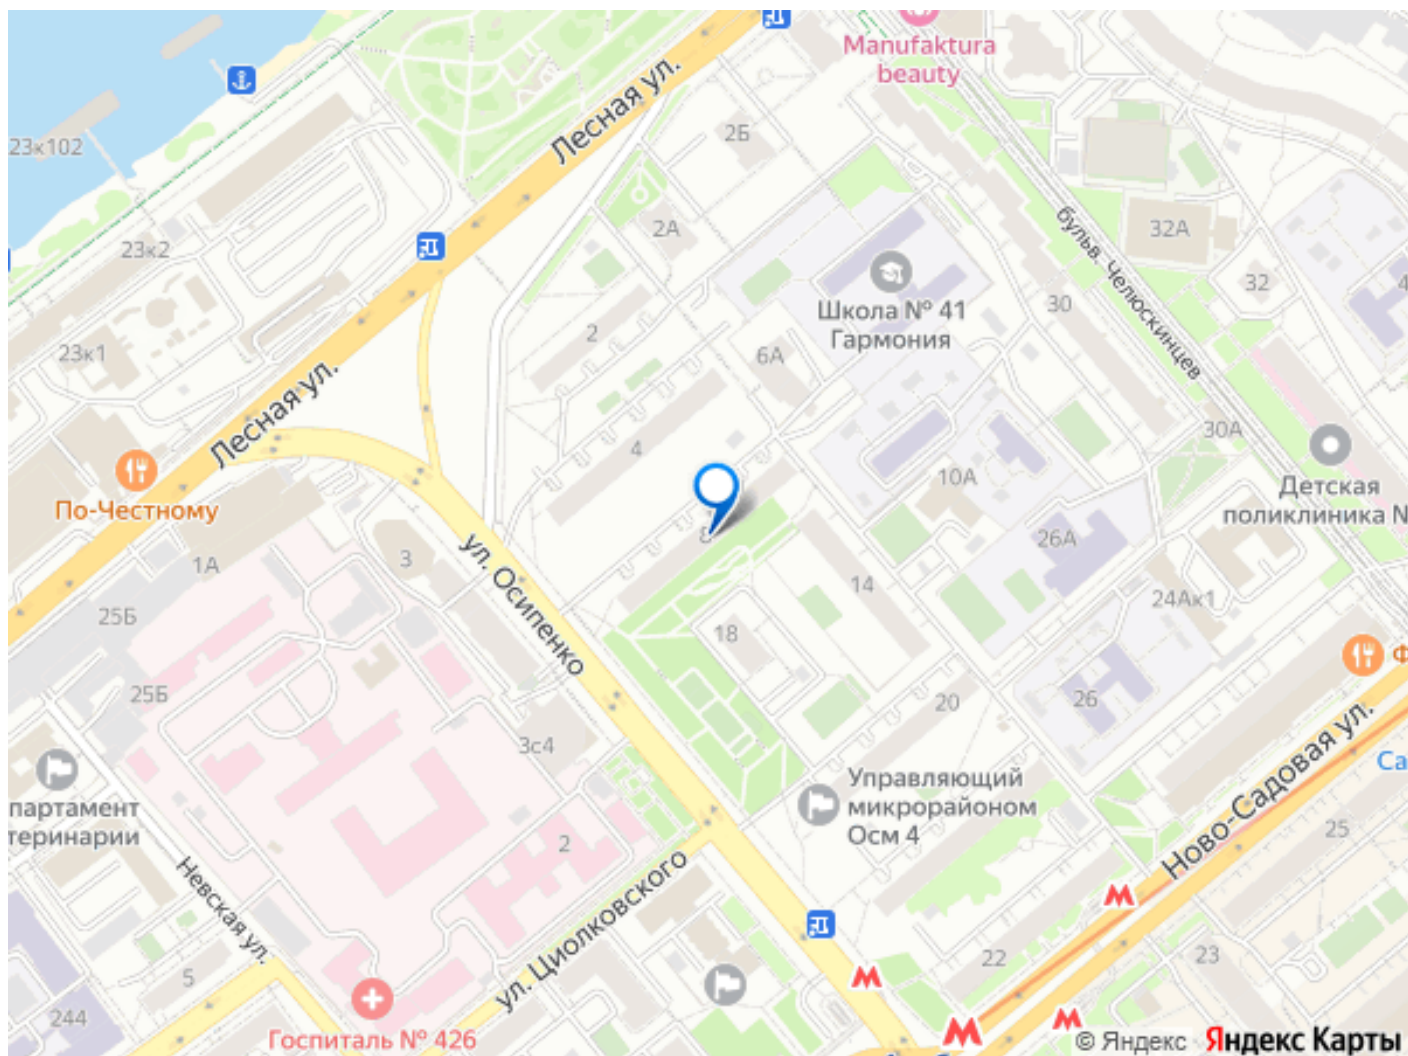 Manufaktura
beauty
Лесная ул.
2Б
23к102
бульв. Челюскинцев
32А
2А
23к2
Школа № 41
Гармония
32
30
2
6А
23к1
Лесная ул.
4
30А
10А
Детская
поликлиника
По-Честному
ул. Осипенко
26А
3
1А
14
24Ак1
25Б
18
25Б
26
20
3с4
Управляющий
микрорайоном
Осм 4
Ново-Садовая ул.
партамент
теринарии
25
2
Невская ул.
ул. Циолковского
22
23
5
244
Госпиталь № 426
© Яндекс Яндекс Карты